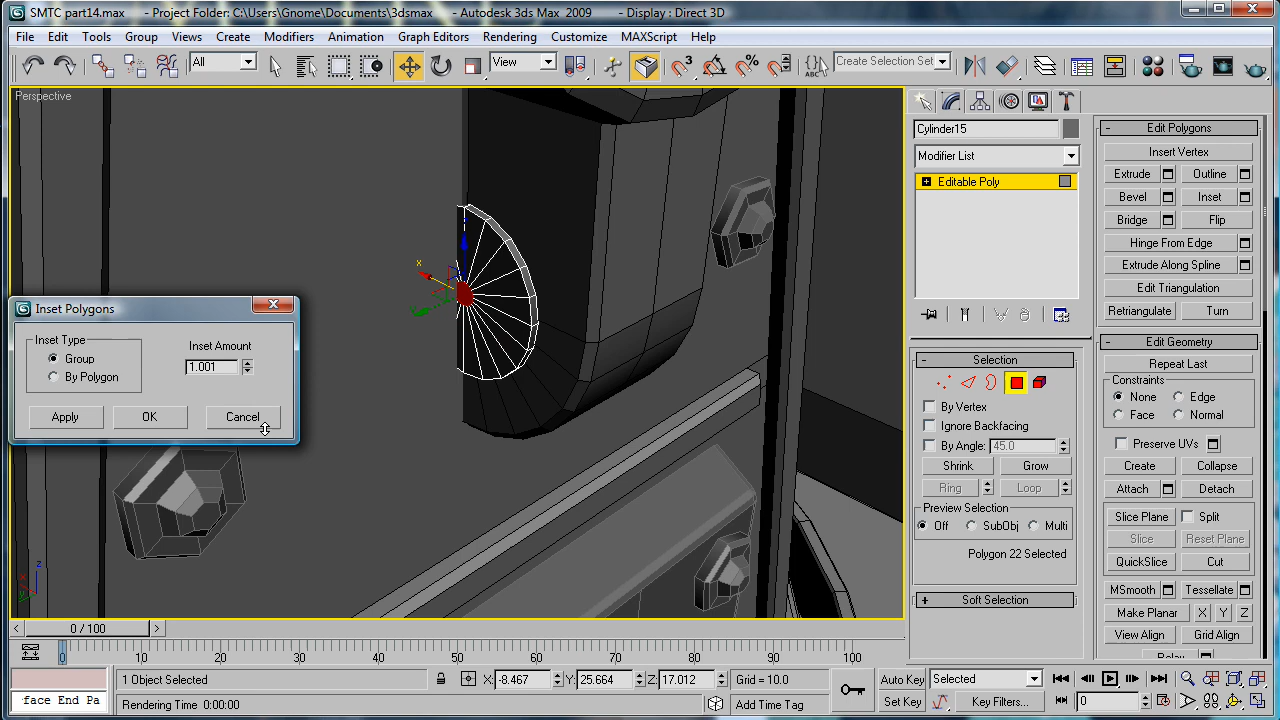 SMTC part14.max - Project Folder: C:\Users\Gnome\Documents\3dsmax - Autodesk 3ds Max 2009 - Display : Direct 3D
File Edit Tools Group Views Create Modifiers Animation Graph Editors Rendering Customize MAXScript Help
All View 3 ABC Create Selection Set
Perspective
x
Inset Polygons
Inset Type
Group
By Polygon
Inset Amount
1.001
Apply OK Cancel
z
Cylinder15
Modifier List
Editable Poly
Selection
By Vertex
Ignore Backfacing
By Angle: 45.0
Shrink Grow
Ring Loop
Preview Selection
Off SubObj Multi
Polygon 22 Selected
Soft Selection
Edit Polygons
Insert Vertex
Extrude Outline
Bevel Inset
Bridge Flip
Hinge From Edge
Extrude Along Spline
Edit Triangulation
Retriangulate Turn
Edit Geometry
Repeat Last
Constraints
None Edge
Face Normal
Preserve UVs
Create Collapse
Attach Detach
Slice Plane Split
Slice Reset Plane
QuickSlice Cut
MSmooth Tessellate
Make Planar X Y Z
View Align Grid Align
Relax
0 / 100
0 10 20 30 40 50 60 70 80 90 100
1 Object Selected X: -8.467 Y: 25.664 Z: 17.012 Grid = 10.0 Auto Key Selected
face End Pa Rendering Time 0:00:00 Add Time Tag Set Key Key Filters... 0